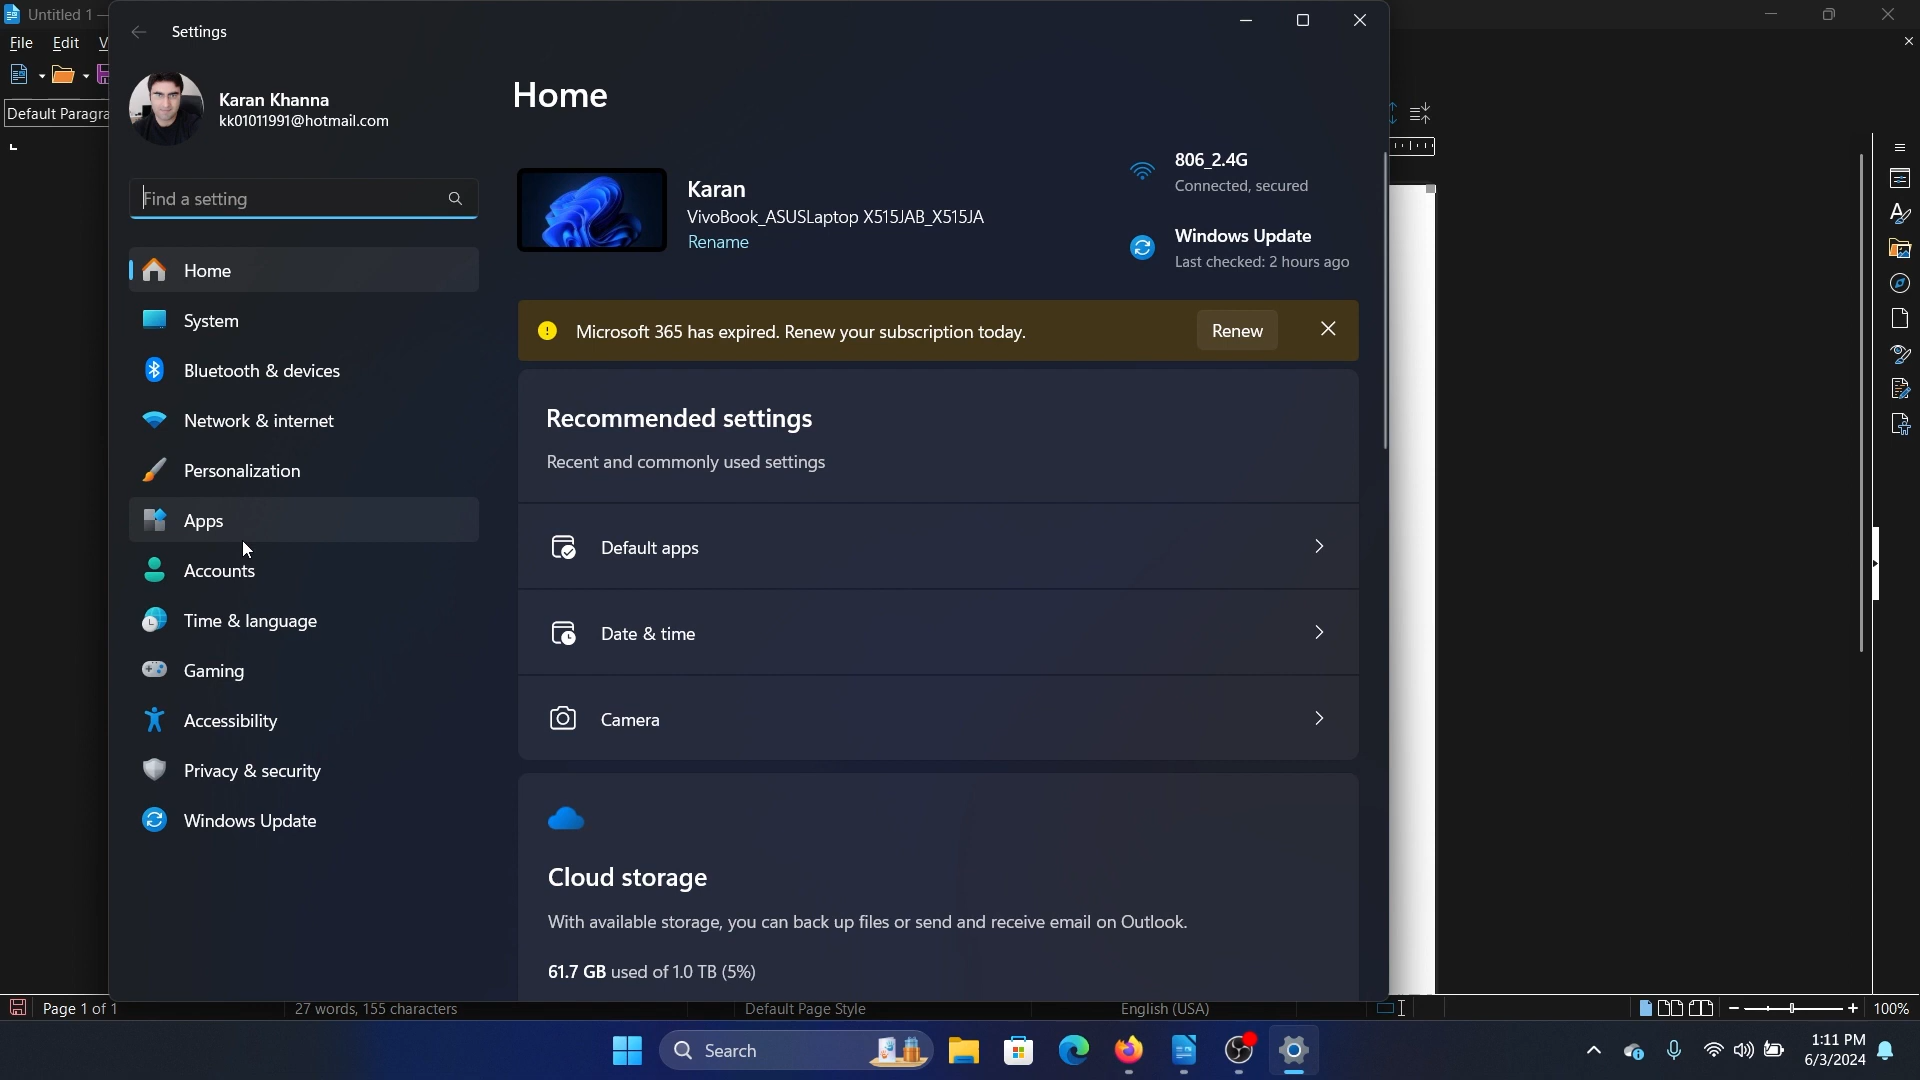 Untitled 1 —
File Edit V
Default Paragra
Settings
Karan Khanna
kk01011991@hotmail.com
Find a setting
Home
System
Bluetooth & devices
Network & internet
Personalization
Apps
Accounts
Time & language
Gaming
Accessibility
Privacy & security
Windows Update
Home
Karan
VivoBook_ASUSLaptop X515JAB_X515JA
Rename
806_2.4G
Connected, secured
Windows Update
Last checked: 2 hours ago
Microsoft 365 has expired. Renew your subscription today.
Renew
Recommended settings
Recent and commonly used settings
Default apps
Date & time
Camera
Cloud storage
With available storage, you can back up files or send and receive email on Outlook.
61.7 GB used of 1.0 TB (5%)
Page 1 of 1
27 words, 155 characters
Default Page Style
English (USA)
100%
Search
1:11 PM
6/3/2024